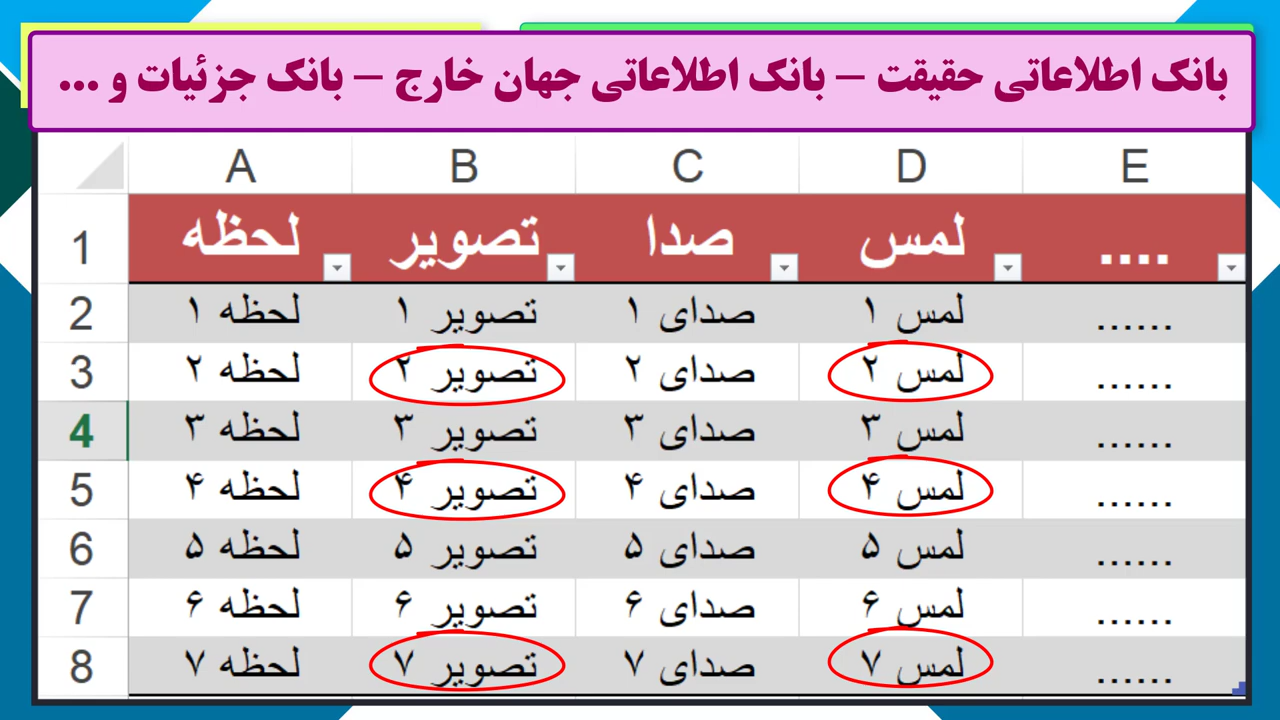 بانک اطلاعاتی حقیقت – بانک اطلاعاتی جهان خارج – بانک جزئیات و ...
A B C D E
1 لحظه تصویر صدا لمس ....
2 لحظه ۱ تصویر ۱ صدای ۱ لمس ۱ ......
3 لحظه ۲ تصویر ۲ صدای ۲ لمس ۲ ......
4 لحظه ۳ تصویر ۳ صدای ۳ لمس ۳ ......
5 لحظه ۴ تصویر ۴ صدای ۴ لمس ۴ ......
6 لحظه ۵ تصویر ۵ صدای ۵ لمس ۵ ......
7 لحظه ۶ تصویر ۶ صدای ۶ لمس ۶ ......
8 لحظه ۷ تصویر ۷ صدای ۷ لمس ۷ ......